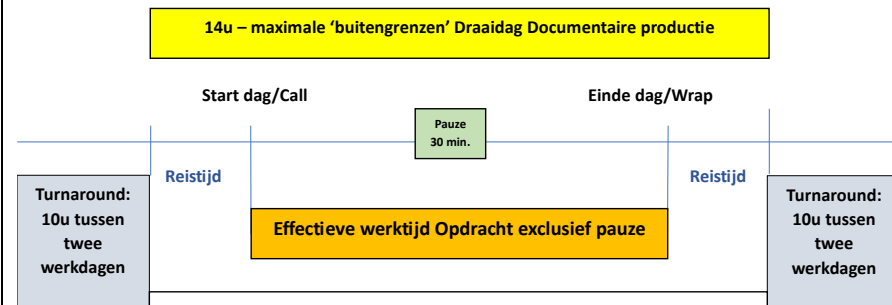 14u – maximale ‘buitengrenzen’ Draaidag Documentaire productie
Start dag/Call
Einde dag/Wrap
Pauze
30 min.
Reistijd
Reistijd
Turnaround:
10u tussen
twee
werkdagen
Effectieve werktijd Opdracht exclusief pauze
Turnaround:
10u tussen
twee
werkdagen